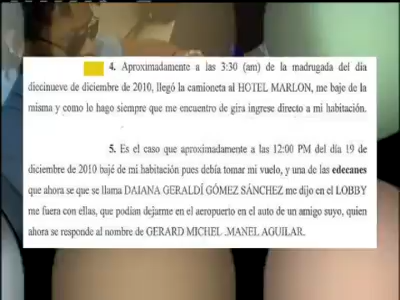 4. Aproximadamente a las 3:30 (am) de la madrugada del día
diecinueve de diciembre de 2010, llegó la camioneta al HOTEL MARLON, me baje de
la misma y como lo hago siempre que me encuentro de gira ingrese directo a mi habitación.
5. Es el caso que aproximadamente a las 12:00 PM del día 19 de
diciembre de 2010 bajé de mi habitación pues debía tomar mi vuelo, y una de las edecanes
que ahora se que se llama DAIANA GERALDÍ GÓMEZ SÁNCHEZ me dijo en el LOBBY
me fuera con ellas, que podían dejarme en el aeropuerto en el auto de un amigo suyo, quien
ahora se responde al nombre de GERARD MICHEL .MANEL AGUILAR.